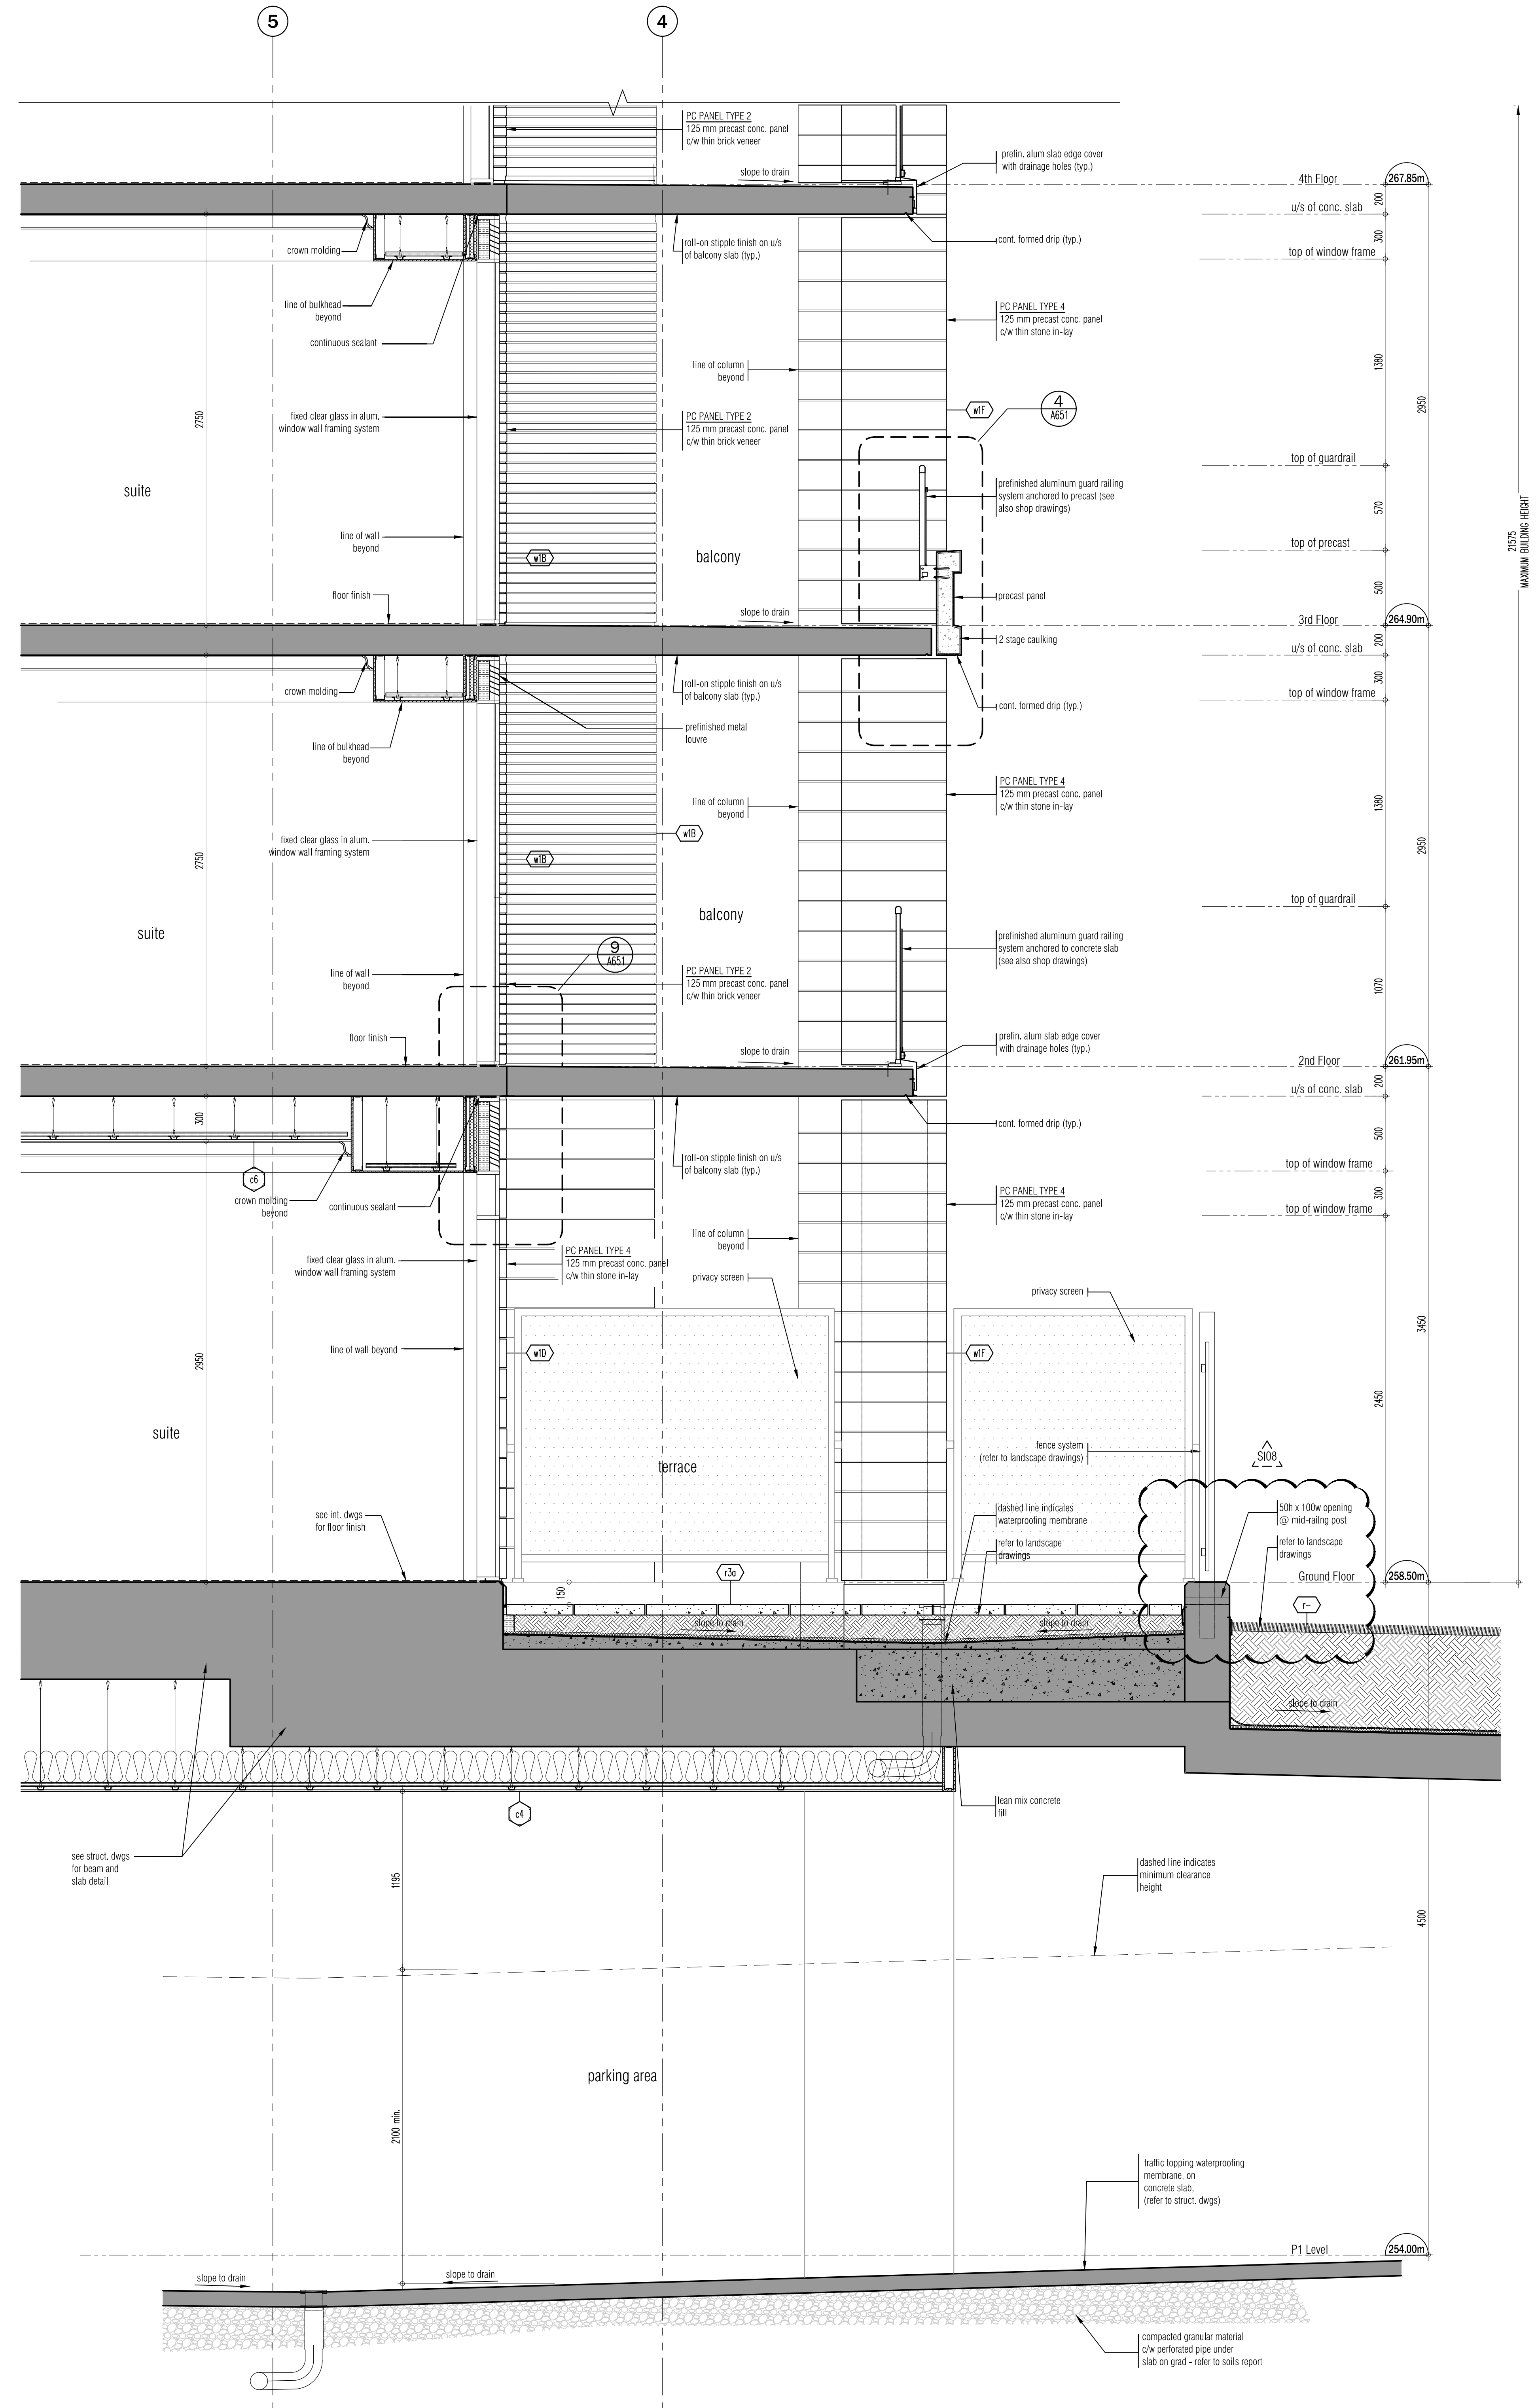 5
4
PC PANEL TYPE 2
125 mm precast conc. panel
c/w thin brick veneer
prefin. alum slab edge cover
with drainage holes (typ.)
slope to drain
4th Floor
267.85m
200
u/s of conc. slab
300
top of window frame
crown molding
roll-on stipple finish on u/s
of balcony slab (typ.)
cont. formed drip (typ.)
line of bulkhead
beyond
continuous sealant
PC PANEL TYPE 4
125 mm precast conc. panel
c/w thin stone in-lay
line of column
beyond
1380
2950
2750
fixed clear glass in alum.
window wall framing system
PC PANEL TYPE 2
125 mm precast conc. panel
c/w thin brick veneer
w1F
4
A651
top of guardrail
suite
prefinished aluminum guard railing
system anchored to precast (see
also shop drawings)
570
21575
MAXIMUM BUILDING HEIGHT
line of wall
beyond
w1B
balcony
top of precast
500
floor finish
precast panel
slope to drain
3rd Floor
264.90m
2 stage caulking
200
u/s of conc. slab
300
crown molding
roll-on stipple finish on u/s
of balcony slab (typ.)
top of window frame
cont. formed drip (typ.)
prefinished metal
louvre
line of bulkhead
beyond
PC PANEL TYPE 4
125 mm precast conc. panel
c/w thin stone in-lay
line of column
beyond
1380
2950
w1B
fixed clear glass in alum.
window wall framing system
2750
w1B
top of guardrail
balcony
suite
prefinished aluminum guard railing
system anchored to concrete slab
(see also shop drawings)
9
A651
line of wall
beyond
PC PANEL TYPE 2
125 mm precast conc. panel
c/w thin brick veneer
1070
floor finish
slope to drain
prefin. alum slab edge cover
with drainage holes (typ.)
2nd Floor
261.95m
200
u/s of conc. slab
300
cont. formed drip (typ.)
500
roll-on stipple finish on u/s
of balcony slab (typ.)
top of window frame
c6
crown molding
beyond
continuous sealant
PC PANEL TYPE 4
125 mm precast conc. panel
c/w thin stone in-lay
300
top of window frame
line of column
beyond
PC PANEL TYPE 4
125 mm precast conc. panel
c/w thin stone in-lay
fixed clear glass in alum.
window wall framing system
privacy screen
privacy screen
3450
line of wall beyond
w1D
w1F
2950
2450
suite
terrace
fence system
(refer to landscape drawings)
SI08
see int. dwgs
for floor finish
dashed line indicates
waterproofing membrane
50h x 100w opening
@ mid-railng post
refer to landscape
drawings
refer to landscape
drawings
r3a
Ground Floor
258.50m
150
r-
slope to drain
slope to drain
slope to drain
c4
lean mix concrete
fill
see struct. dwgs
for beam and
slab detail
1195
dashed line indicates
minimum clearance
height
4500
parking area
2100 min.
traffic topping waterproofing
membrane, on
concrete slab,
(refer to struct. dwgs)
P1 Level
254.00m
slope to drain
slope to drain
compacted granular material
c/w perforated pipe under
slab on grad - refer to soils report